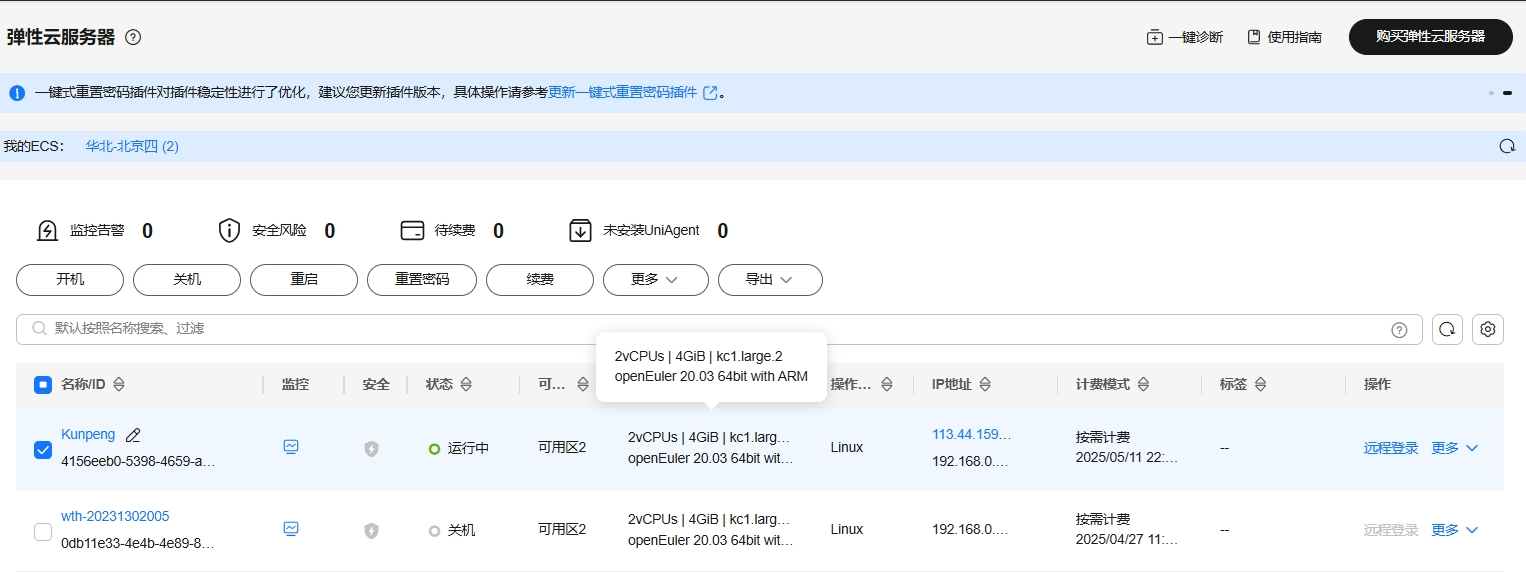 弹性云服务器
一键诊断
使用指南
购买弹性云服务器
一键式重置密码插件对插件稳定性进行了优化，建议您更新插件版本，具体操作请参考更新一键式重置密码插件。
我的ECS： 华北-北京四 (2)
监控告警 0
安全风险 0
待续费 0
未安装UniAgent 0
开机
关机
重启
重置密码
续费
更多
导出
默认按照名称搜索、过滤
2vCPUs | 4GiB | kc1.large.2
openEuler 20.03 64bit with ARM
名称/ID 监控 安全 状态 可... 操作... IP地址 计费模式 标签 操作
Kunpeng
4156eeb0-5398-4659-a...
运行中
可用区2
2vCPUs | 4GiB | kc1.larg...
openEuler 20.03 64bit wit...
Linux
113.44.159...
192.168.0....
按需计费
2025/05/11 22:...
--
远程登录 更多
wth-20231302005
0db11e33-4e4b-4e89-8...
关机
可用区2
2vCPUs | 4GiB | kc1.larg...
openEuler 20.03 64bit wit...
Linux
192.168.0....
按需计费
2025/04/27 11:...
--
远程登录 更多